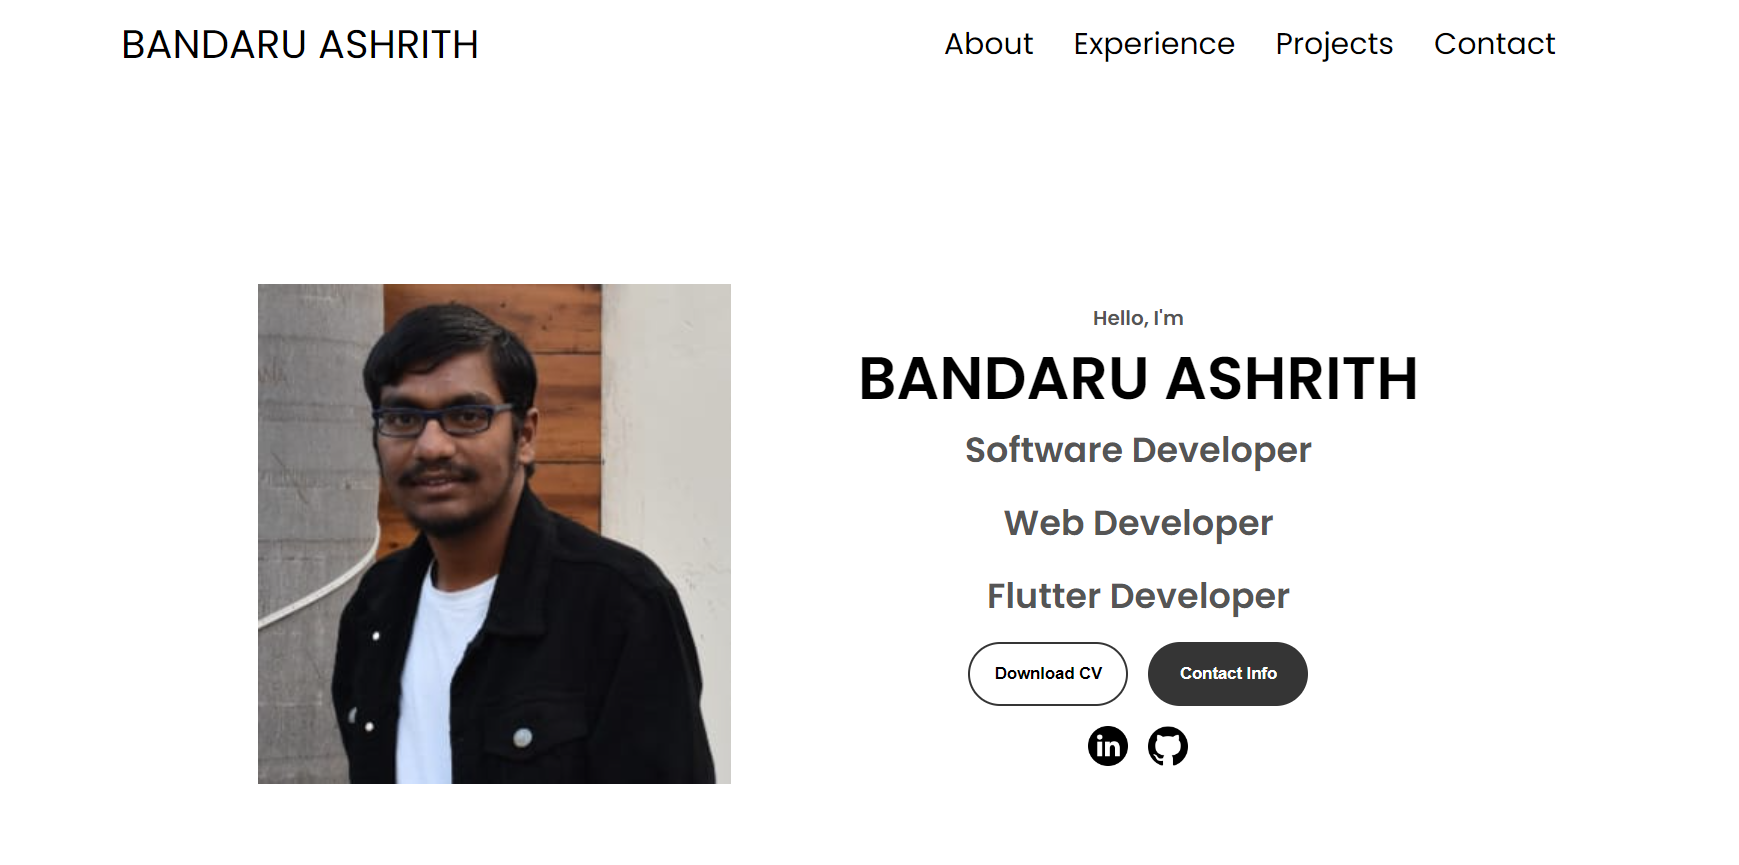 BANDARU ASHRITH
About Experience Projects Contact
Hello, I'm
BANDARU ASHRITH
Software Developer
Web Developer
Flutter Developer
Download CV Contact Info
in